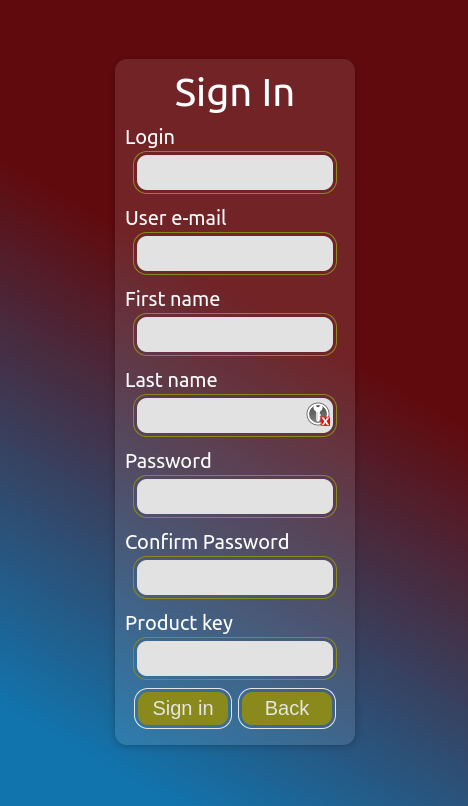 Sign In
Login
User e-mail
First name
Last name
Password
Confirm Password
Product key
Sign in Back